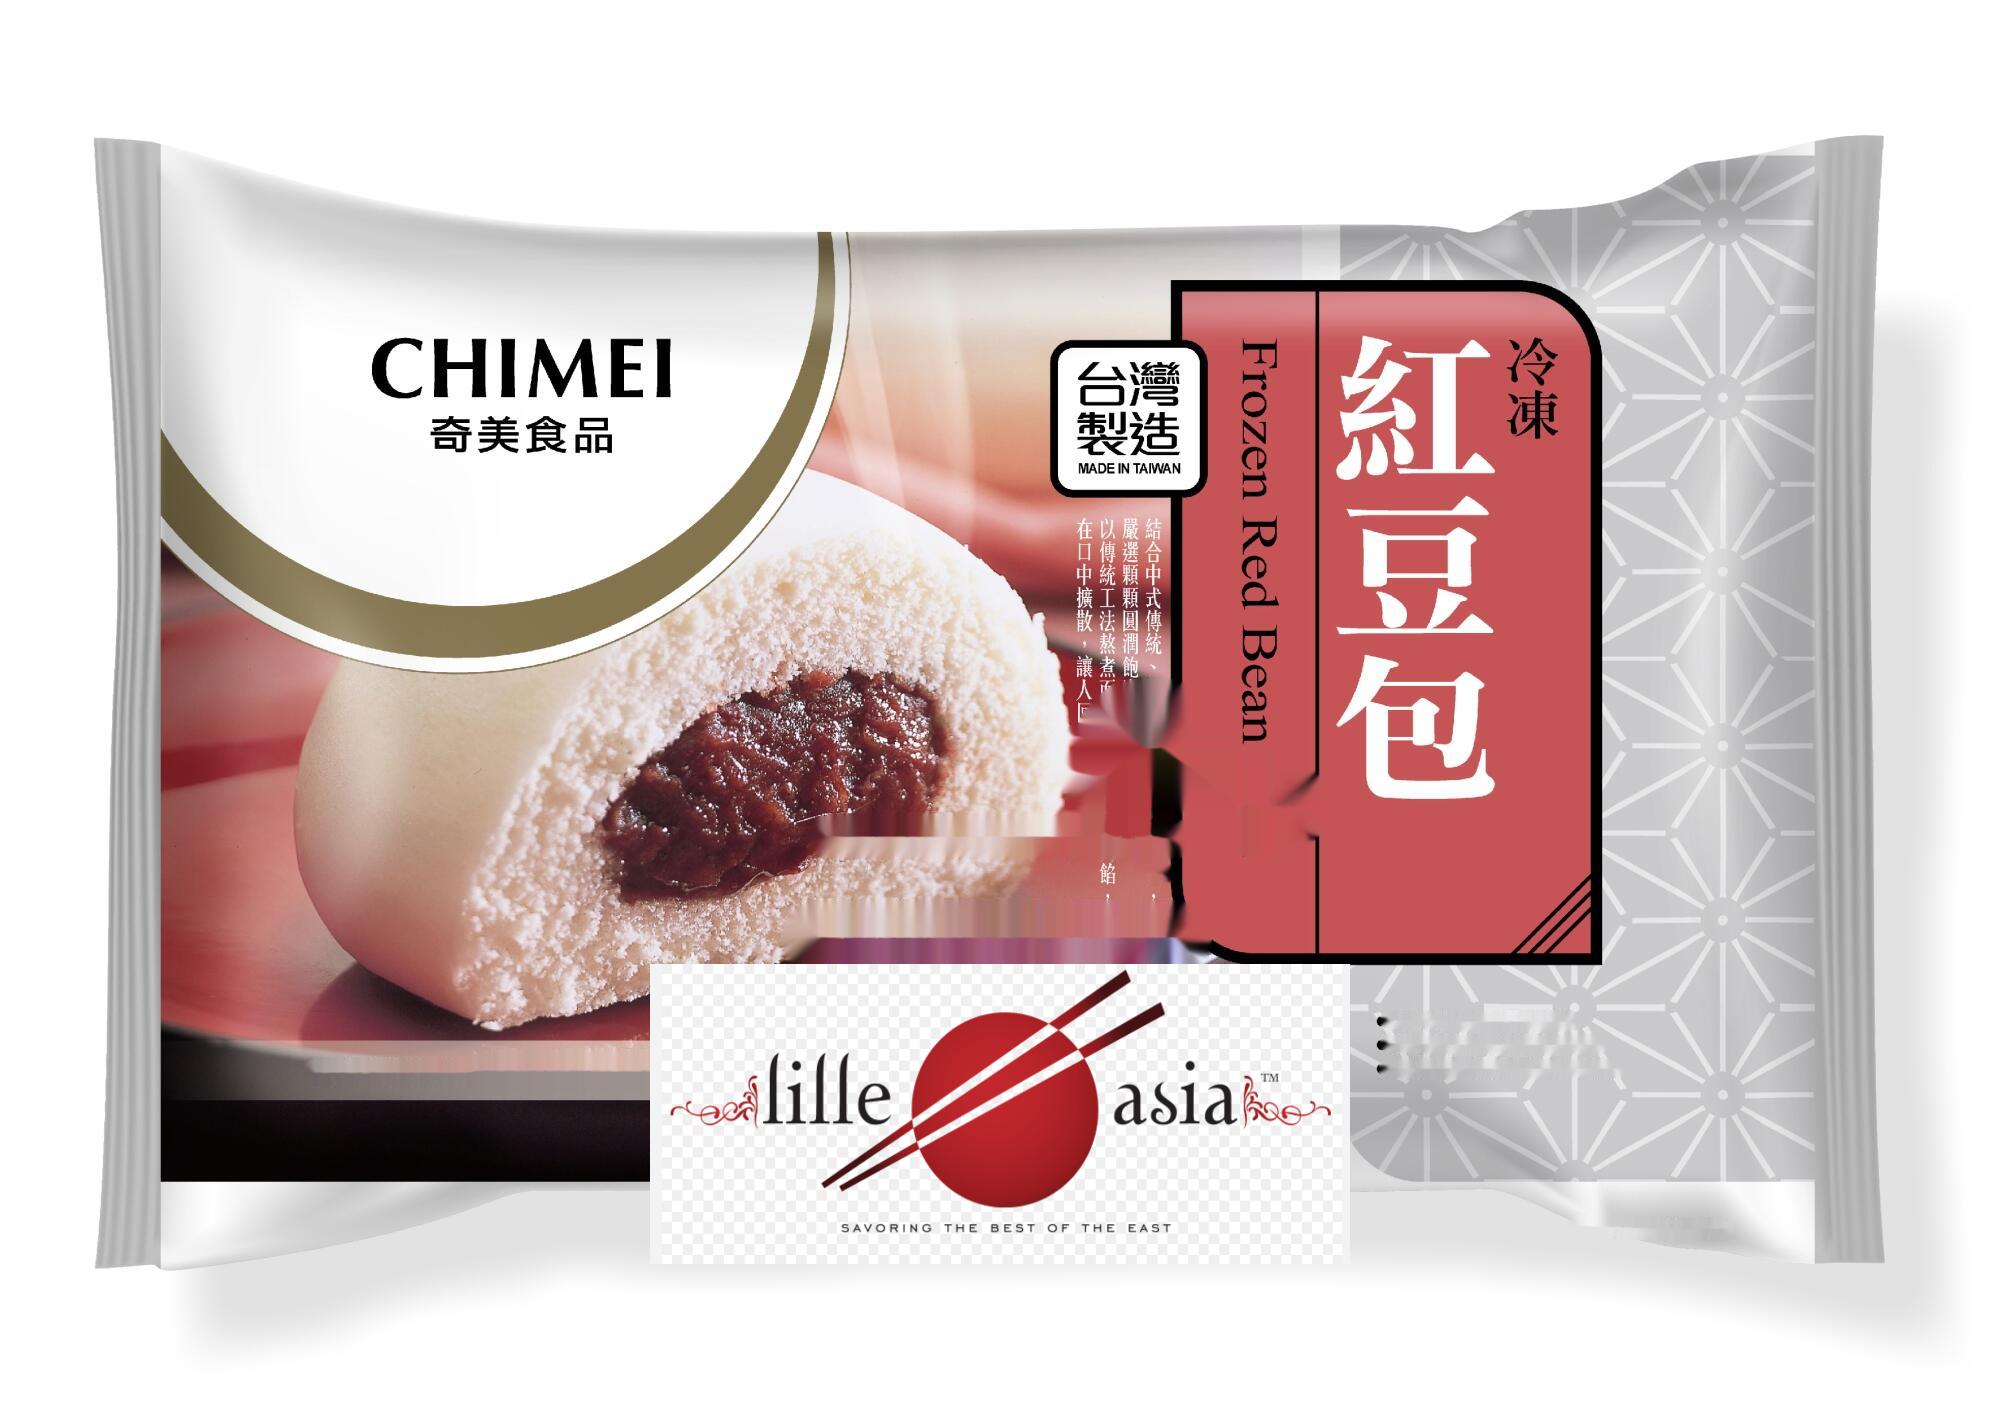 CHIMEI
奇美食品
台灣
製造
MADE IN TAIWAN
冷凍
紅豆包
Frozen Red Bean
結合中式傳統、
嚴選顆顆圓潤飽
以傳統工法熬煮
餡，
在口中擴散，讓人
lille asia™
SAVORING THE BEST OF THE EAST